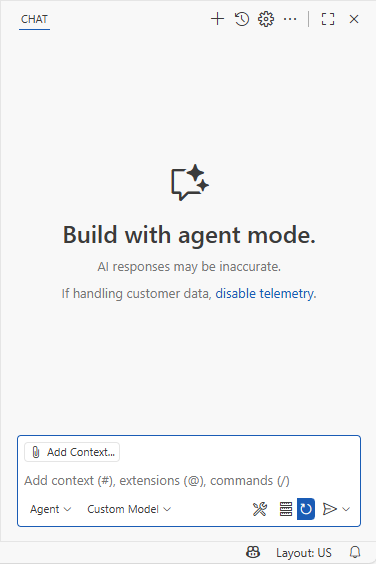 CHAT
Build with agent mode.
AI responses may be inaccurate.
If handling customer data, disable telemetry.
Add Context...
Add context (#), extensions (@), commands (/)
Agent Custom Model
Layout: US